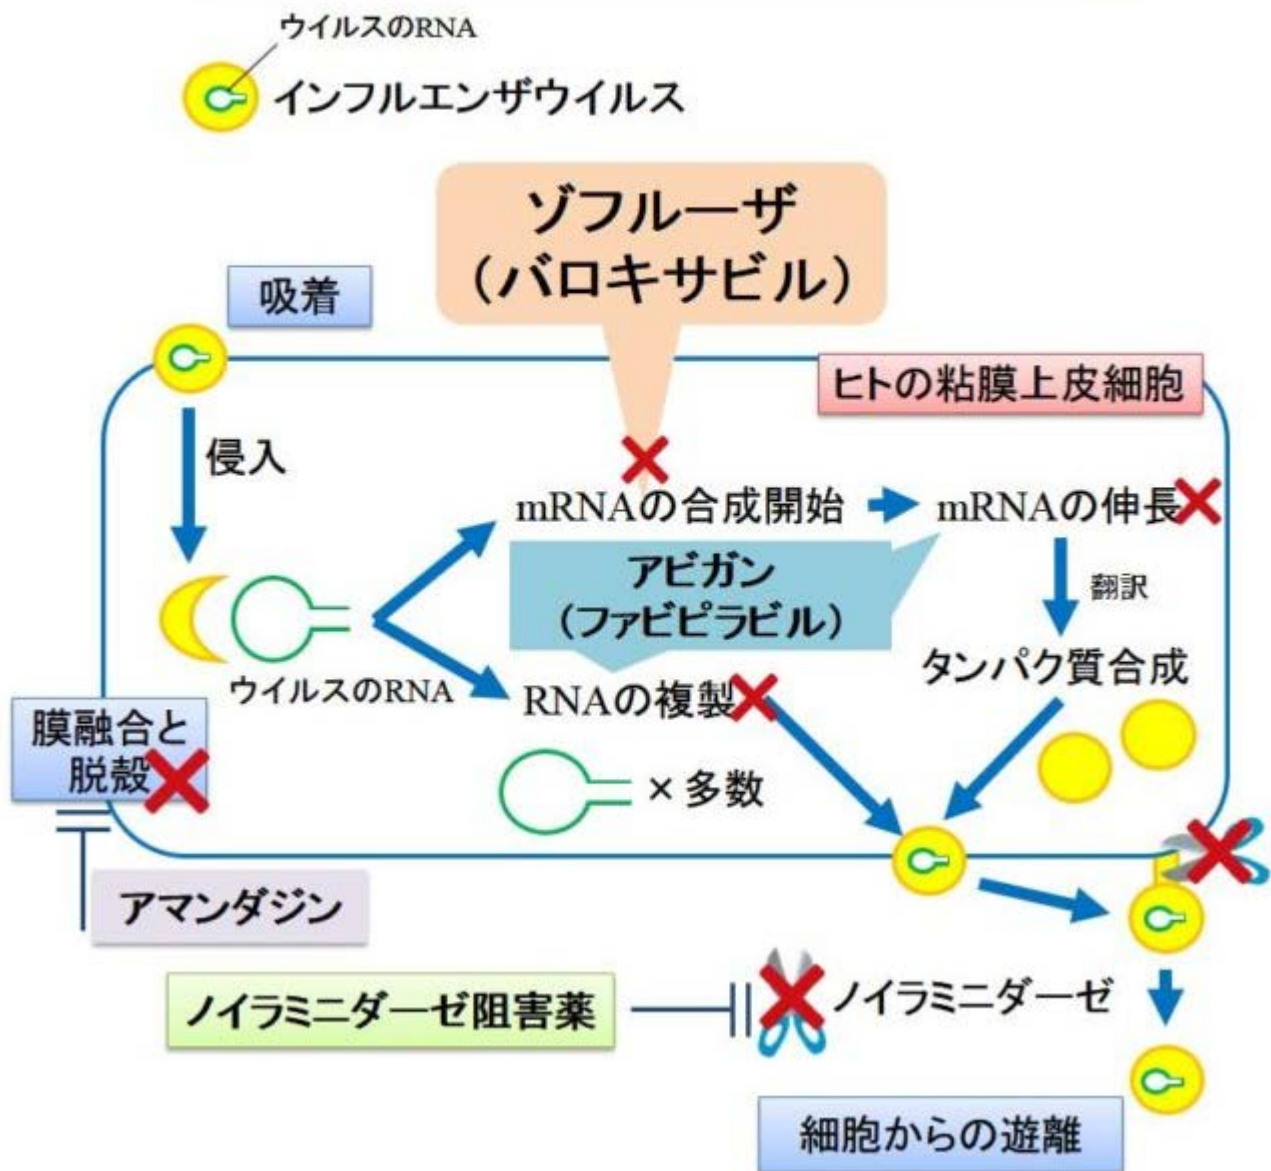 ウイルスのRNA
インフルエンザウイルス
ゾフルーザ
（バロキサビル）
吸着
ヒトの粘膜上皮細胞
侵入
mRNAの合成開始
mRNAの伸長
アビガン
（ファビピラビル）
翻訳
ウイルスのRNA
RNAの複製
タンパク質合成
膜融合と
脱殻
×多数
アマンダジン
ノイラミニダーゼ阻害薬
ノイラミニダーゼ
細胞からの遊離